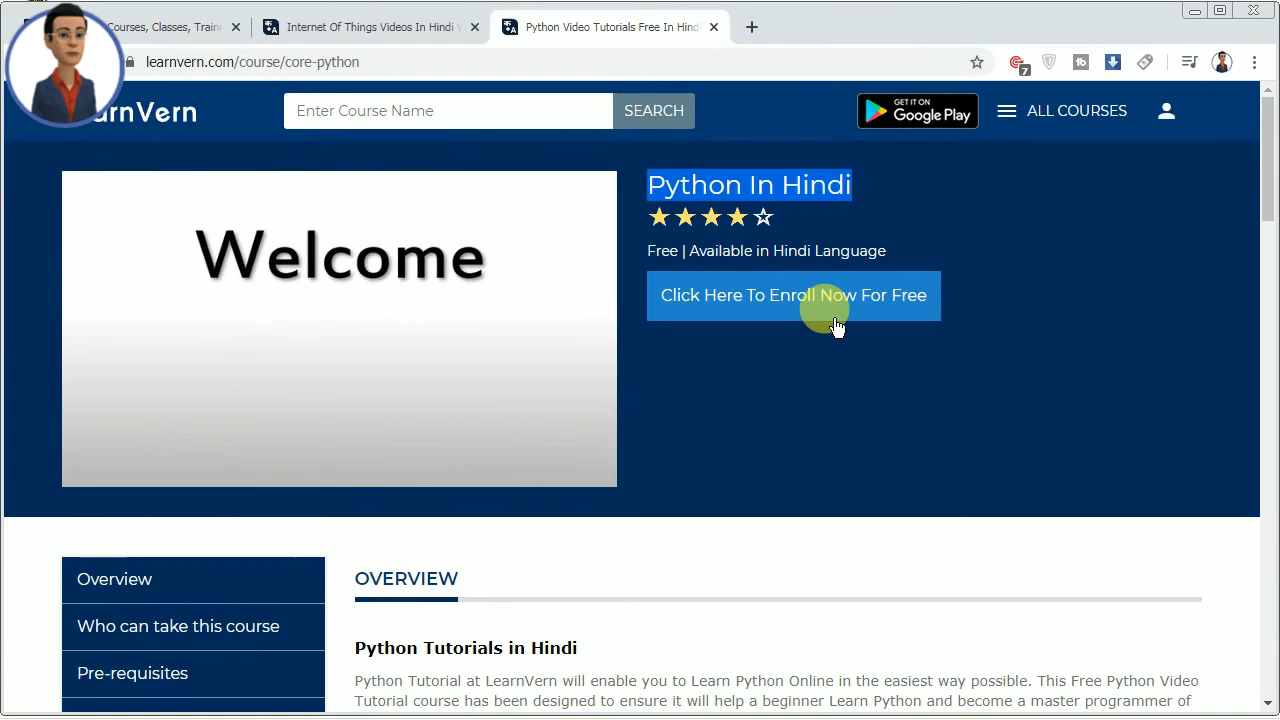 Courses, Classes, Traini
Internet Of Things Videos In Hindi
Python Video Tutorials Free In Hind
learnvern.com/course/core-python
7
arnVern
Enter Course Name
SEARCH
GET IT ON
Google Play
ALL COURSES
Welcome
Python In Hindi
Free | Available in Hindi Language
Click Here To Enroll Now For Free
Overview
Who can take this course
Pre-requisites
OVERVIEW
Python Tutorials in Hindi
Python Tutorial at LearnVern will enable you to Learn Python Online in the easiest way possible. This Free Python Video
Tutorial course has been designed to ensure it will help a beginner Learn Python and become a master programmer of